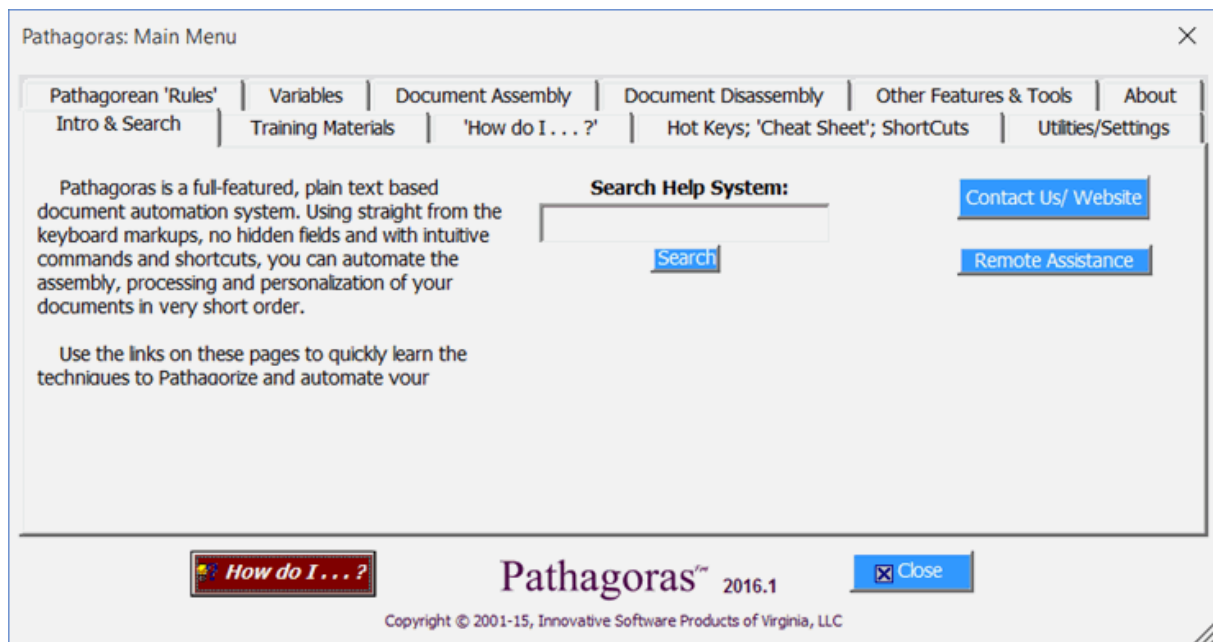 Pathagoras: Main Menu
Pathagorean 'Rules' Variables Document Assembly Document Disassembly Other Features & Tools About
Intro & Search Training Materials 'How do I . . . ?' Hot Keys; 'Cheat Sheet'; ShortCuts Utilities/Settings
Pathagoras is a full-featured, plain text based
document automation system. Using straight from the
keyboard markups, no hidden fields and with intuitive
commands and shortcuts, you can automate the
assembly, processing and personalization of your
documents in very short order.
Use the links on these pages to quickly learn the
techniques to Pathagorize and automate your
Search Help System:
Search
Contact Us/ Website
Remote Assistance
How do I . . . ?
Pathagoras℠ 2016.1
Close
Copyright © 2001-15, Innovative Software Products of Virginia, LLC